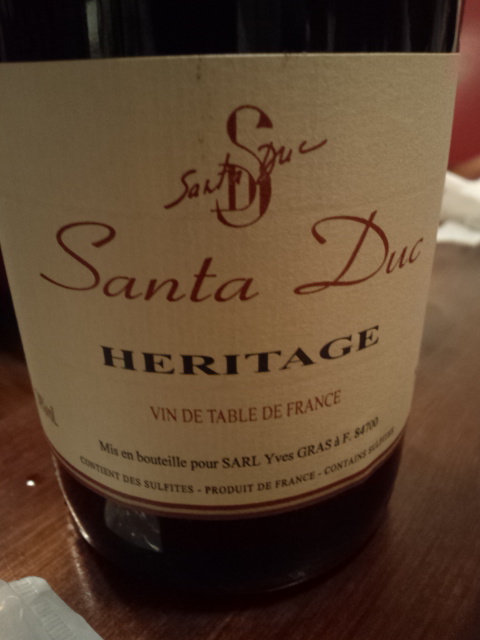 Santa Duc
SD
Santa Duc
HERITAGE
VIN DE TABLE DE FRANCE
Mis en bouteille pour SARL Yves GRAS à F. 84700
CONTIENT DES SULFITES - PRODUIT DE FRANCE - CONTAINS SULFITES